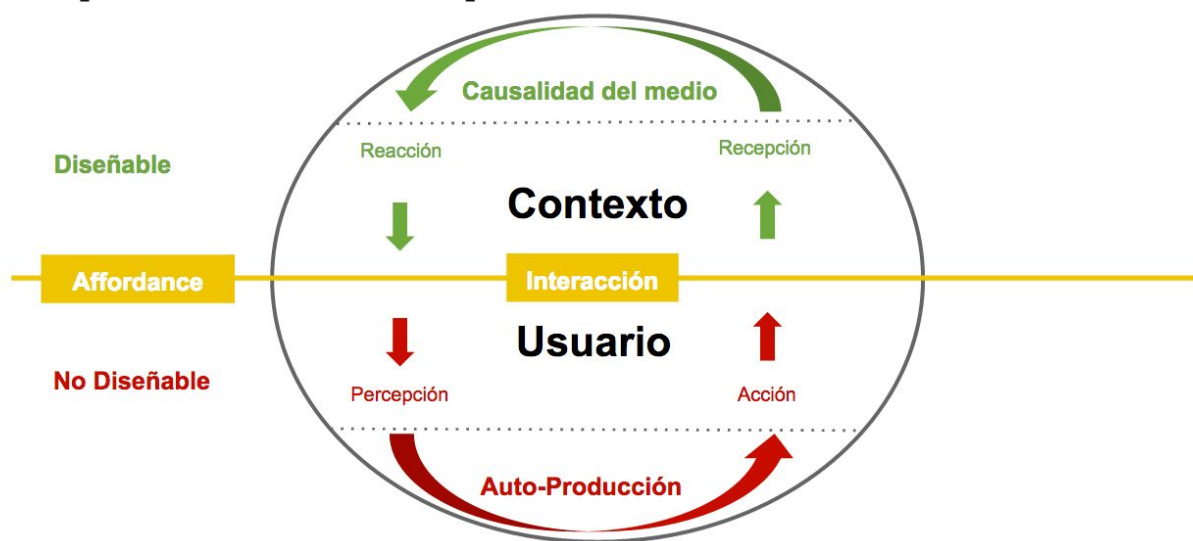 Causalidad del medio
Reacción
Recepción
Diseñable
Contexto
Affordance
Interacción
Usuario
No Diseñable
Percepción
Acción
Auto-Producción